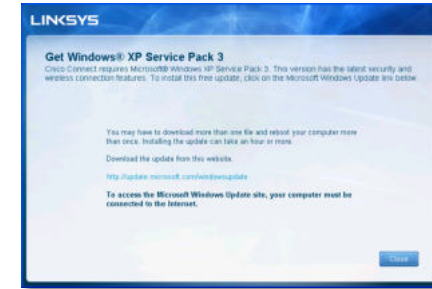 LINKSYS
Get Windows® XP Service Pack 3
Cisco Connect requires Microsoft® Windows XP Service Pack 3. This version has the latest security and
wireless connection features. To install this free update, click on the Microsoft Windows Update link below.
You may have to download more than one file and reboot your computer more
than once. Installing the update can take an hour or more.
Download the update from this website.
http://update.microsoft.com/windowsupdate
To access the Microsoft Windows Update site, your computer must be
connected to the Internet.
Close